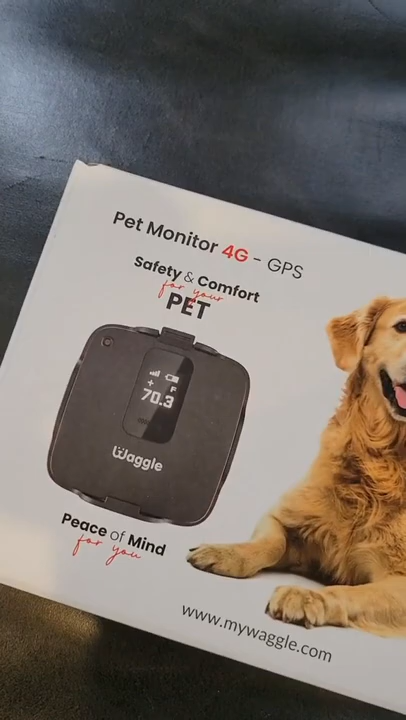 Pet Monitor 4G - GPS
Safety & Comfort
for your
PET
F
70.3
Waggle
Peace of Mind
for you
www.mywaggle.com